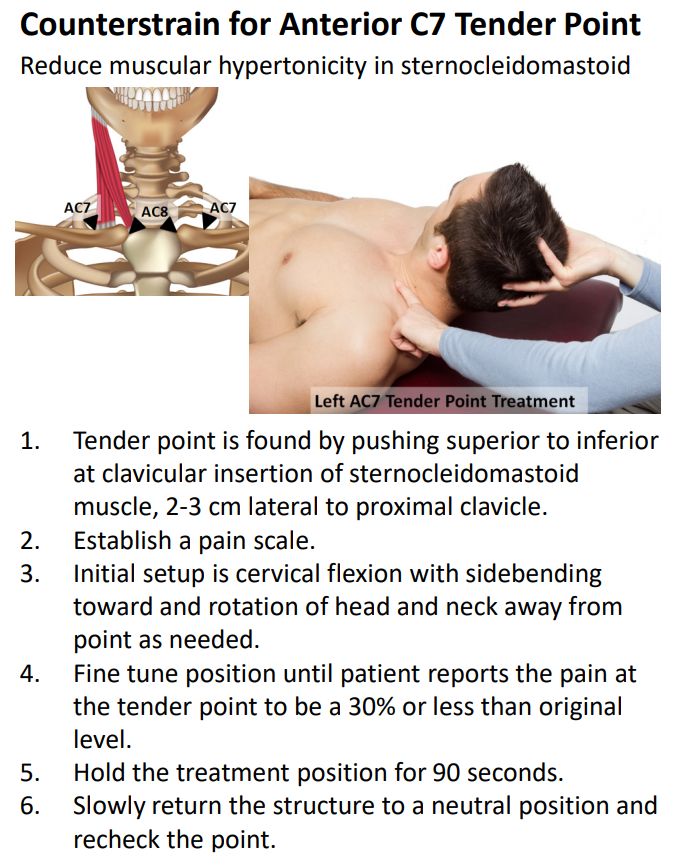 Counterstrain for Anterior C7 Tender Point
Reduce muscular hypertonicity in sternocleidomastoid
AC7
AC8
AC7
Left AC7 Tender Point Treatment
1. Tender point is found by pushing superior to inferior
at clavicular insertion of sternocleidomastoid
muscle, 2-3 cm lateral to proximal clavicle.
2. Establish a pain scale.
3. Initial setup is cervical flexion with sidebending
toward and rotation of head and neck away from
point as needed.
4. Fine tune position until patient reports the pain at
the tender point to be a 30% or less than original
level.
5. Hold the treatment position for 90 seconds.
6. Slowly return the structure to a neutral position and
recheck the point.